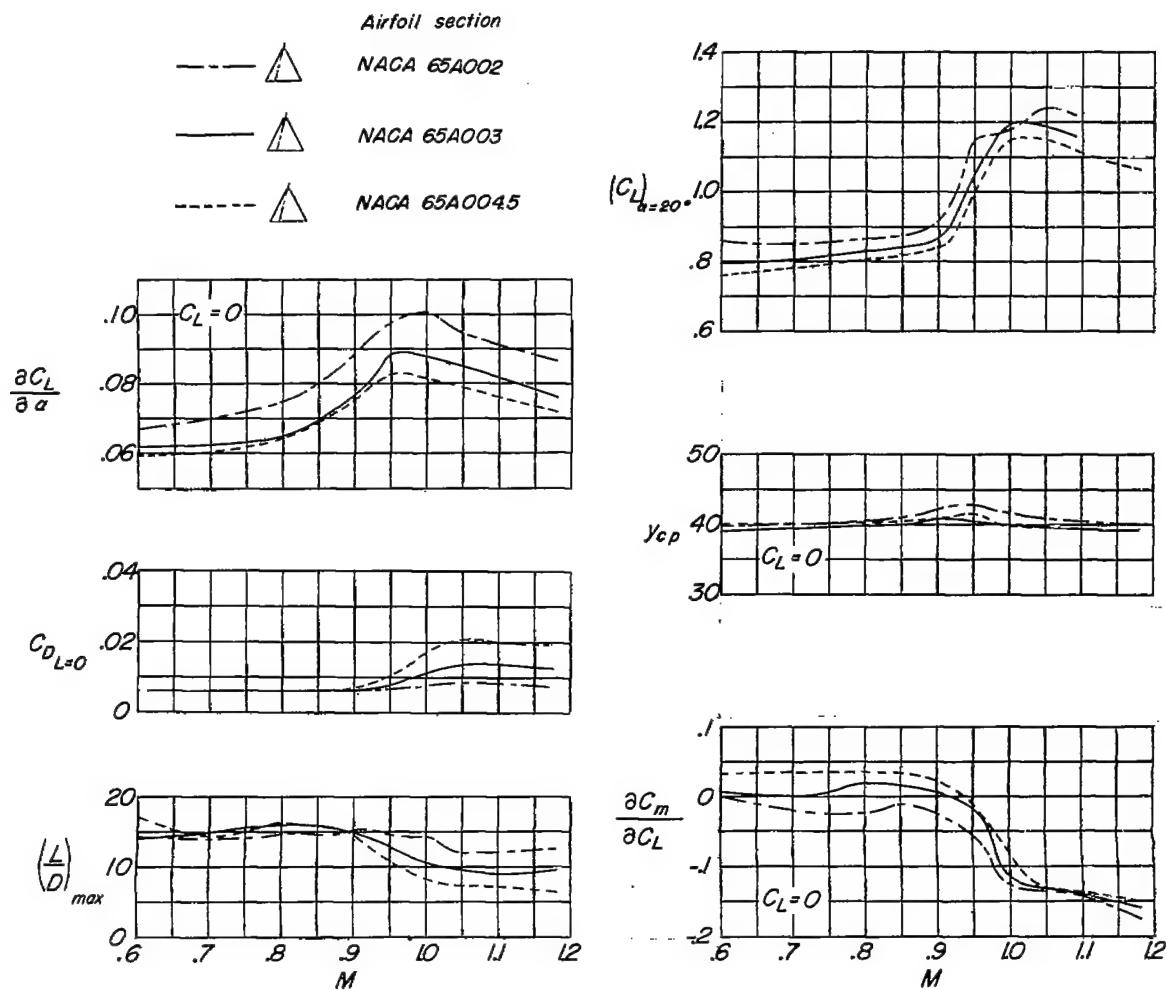 Airfoil section
NACA 65A002
NACA 65A003
NACA 65A004.5
.10
.08
.06
∂C_L / ∂α
C_L = 0
.04
.02
0
C_D_L=0
20
10
0
(L/D)_max
.6 .7 .8 .9 1.0 1.1 1.2
M
1.4
1.2
1.0
.8
.6
(C_L)_α=20°
50
40
30
y_cp
C_L = 0
.1
0
-.1
-.2
∂C_m / ∂C_L
C_L = 0
.6 .7 .8 .9 1.0 1.1 1.2
M